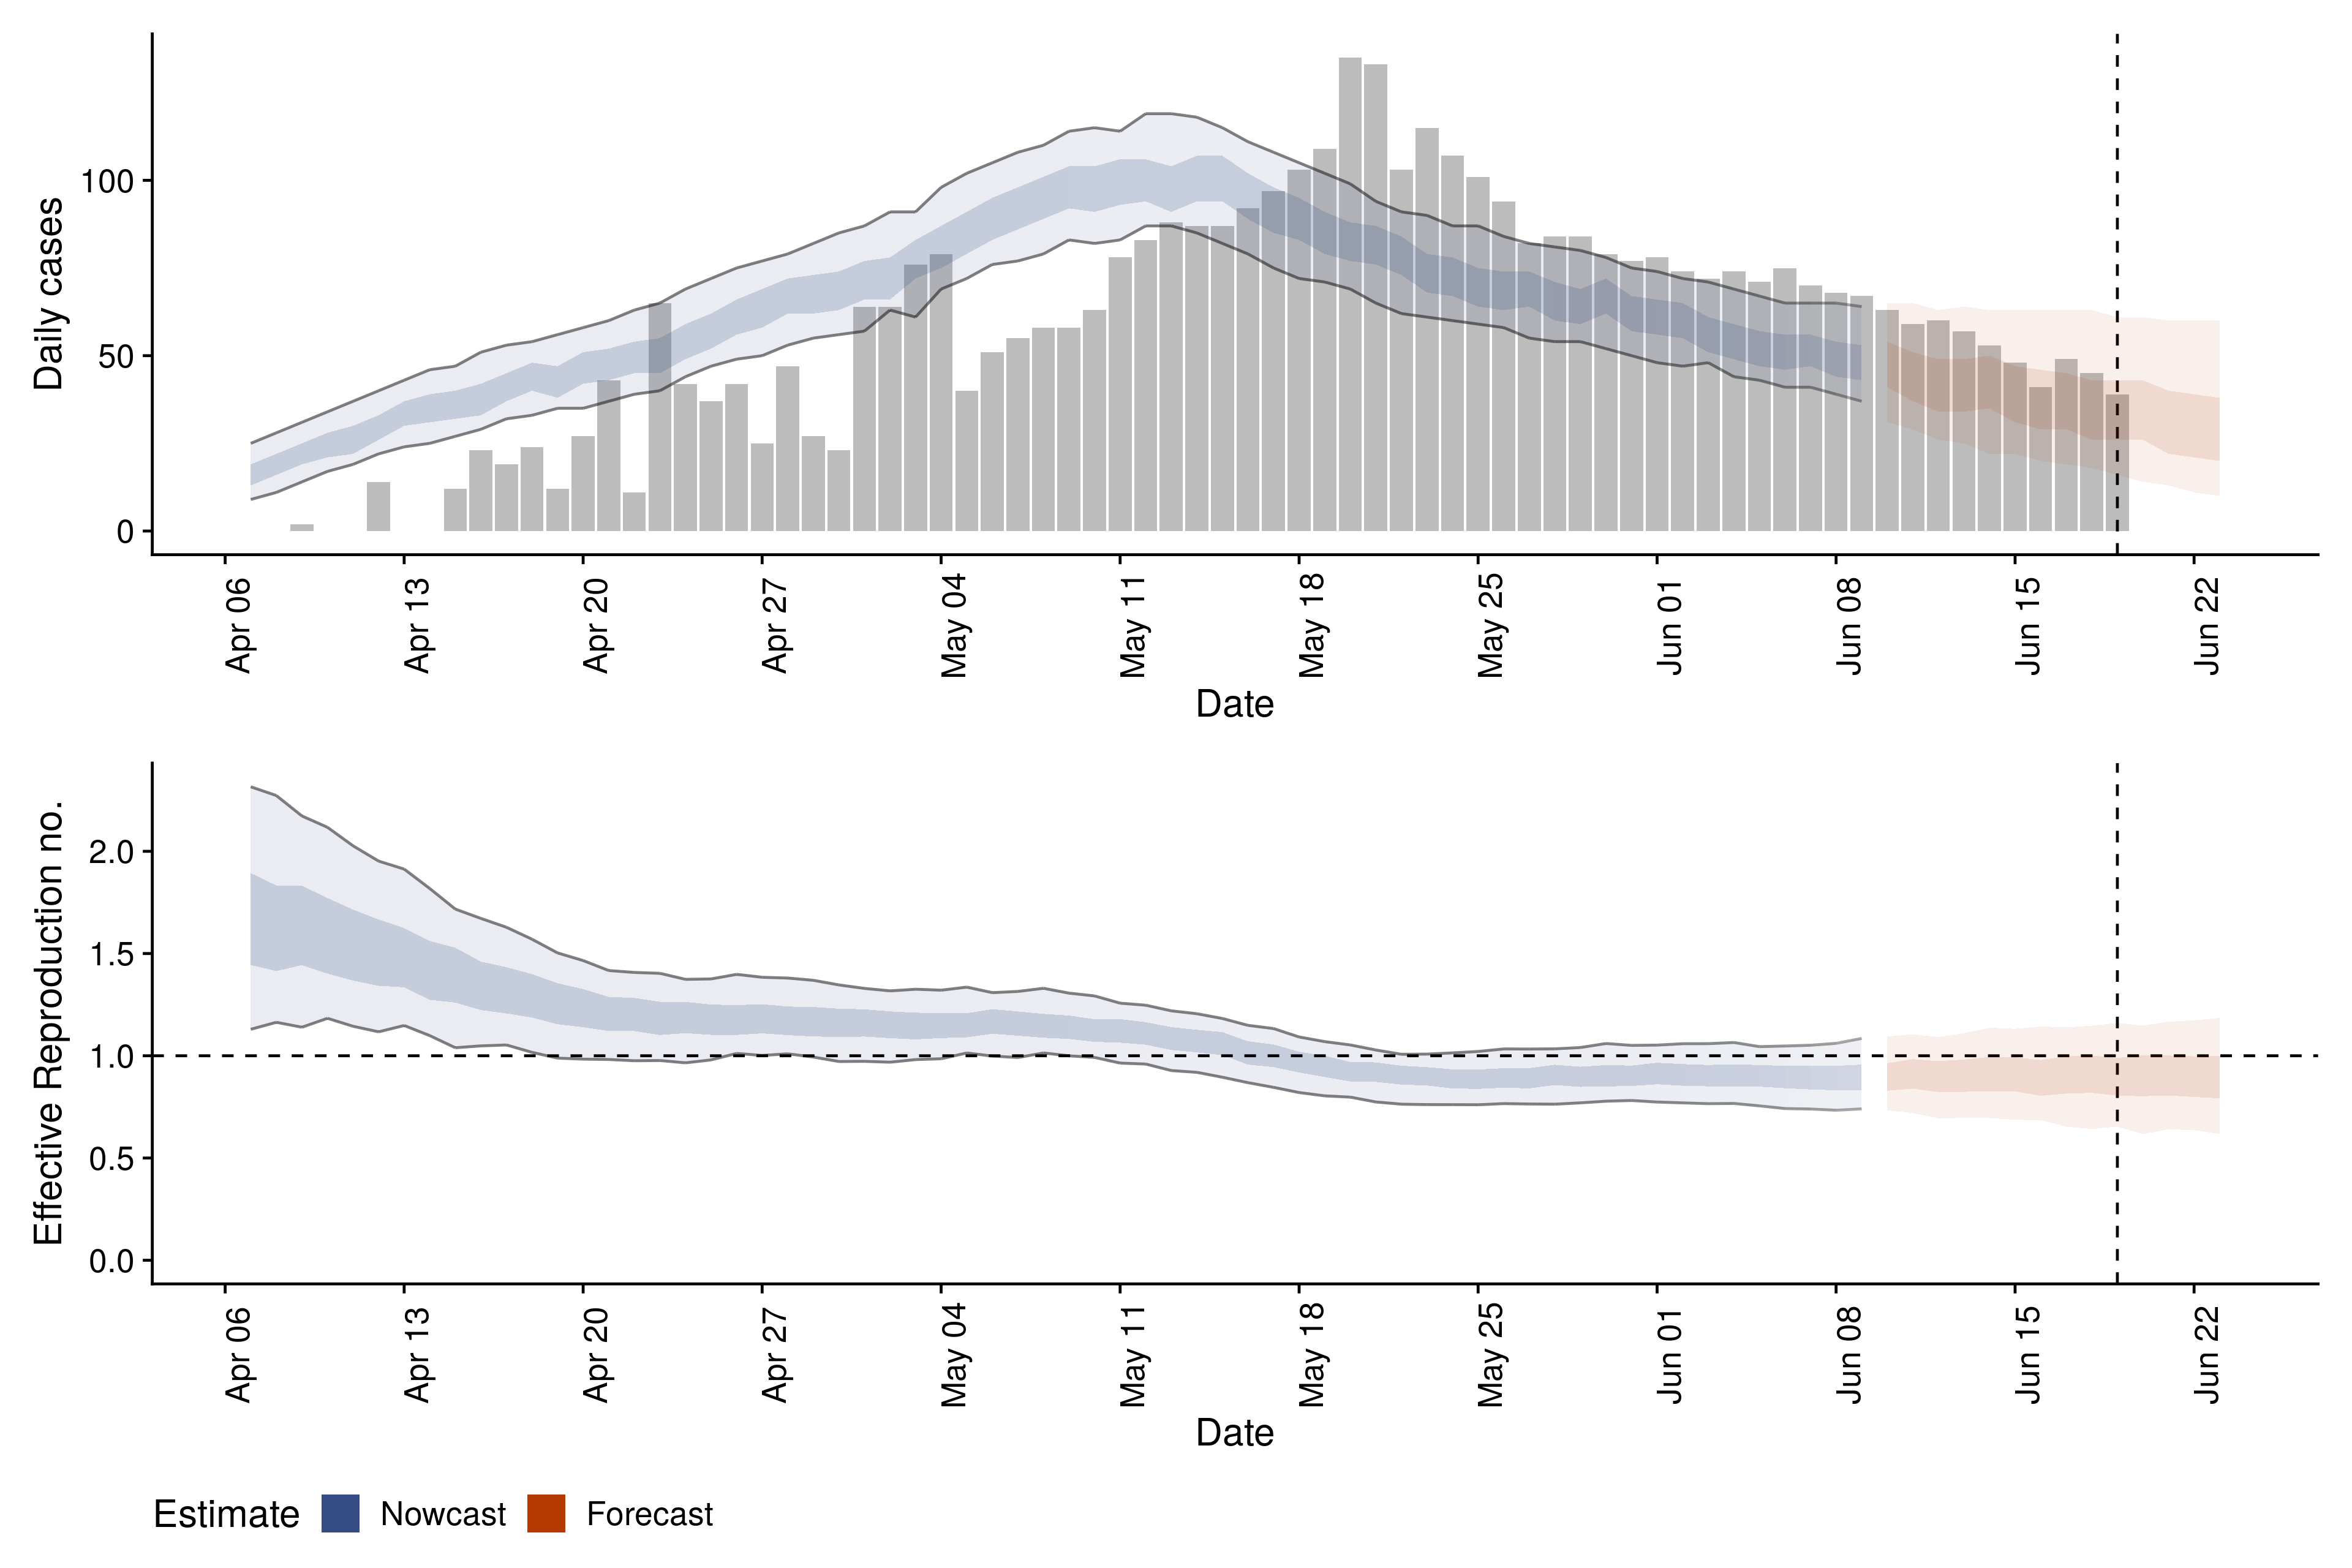 Daily cases
100
50
0
Apr 06
Apr 13
Apr 20
Apr 27
May 04
May 11
May 18
May 25
Jun 01
Jun 08
Jun 15
Jun 22
Date
Effective Reproduction no.
2.0
1.5
1.0
0.5
0.0
Apr 06
Apr 13
Apr 20
Apr 27
May 04
May 11
May 18
May 25
Jun 01
Jun 08
Jun 15
Jun 22
Date
Estimate Nowcast Forecast